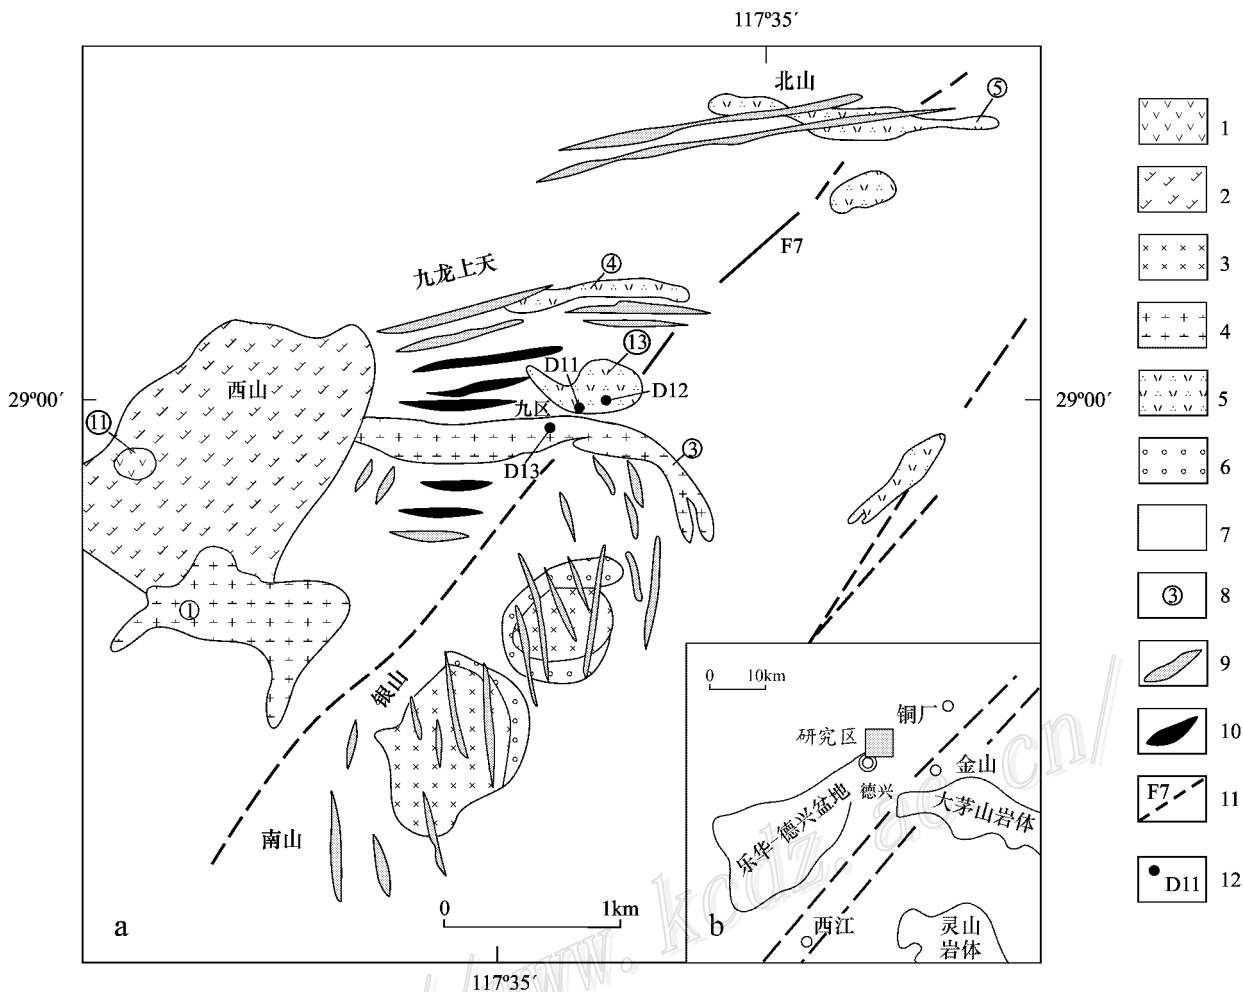 117°35′
北山
⑤
1
2
F7
3
九龙上天
④
4
⑬
D11
西山
D12
29°00′
29°00′
5
九区
⑪
D13
③
6
7
③
8
①
0 10km
9
银山
铜厂
研究区
10
金山
德兴
F7
11
大茅山岩体
乐华-德兴盆地
南山
D11
12
0 1km
a
b
西江
灵山
岩体
117°35′
www.kcdz.ac.cn/